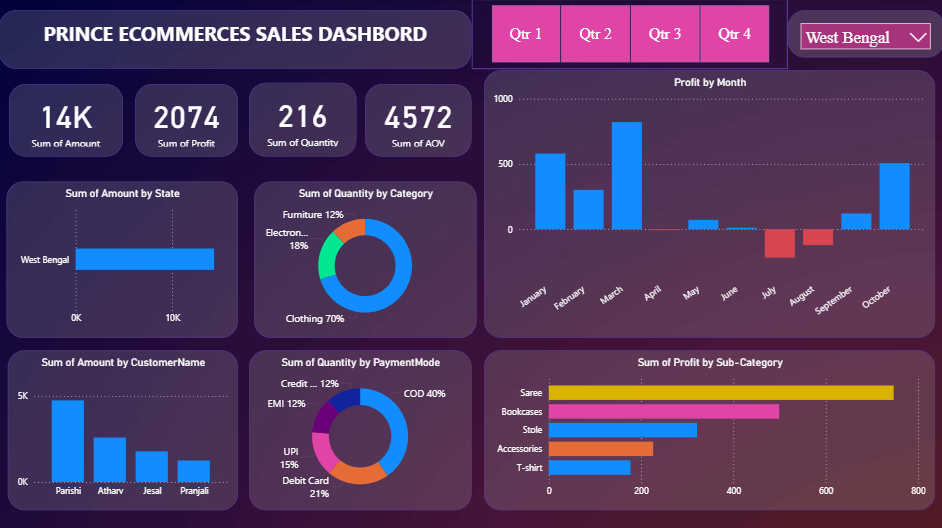 PRINCE ECOMMERCES SALES DASHBORD
Qtr 1
Qtr 2
Qtr 3
Qtr 4
West Bengal
14K
Sum of Amount
2074
Sum of Profit
216
Sum of Quantity
4572
Sum of AOV
Profit by Month
1000
500
0
January
February
March
April
May
June
July
August
September
October
Sum of Amount by State
West Bengal
0K
10K
Sum of Quantity by Category
Furniture 12%
Electron...
18%
Clothing 70%
Sum of Amount by CustomerName
5K
0K
Parishi
Atharv
Jesal
Pranjali
Sum of Quantity by PaymentMode
Credit ... 12%
COD 40%
EMI 12%
UPI
15%
Debit Card
21%
Sum of Profit by Sub-Category
Saree
Bookcases
Stole
Accessories
T-shirt
0
200
400
600
800